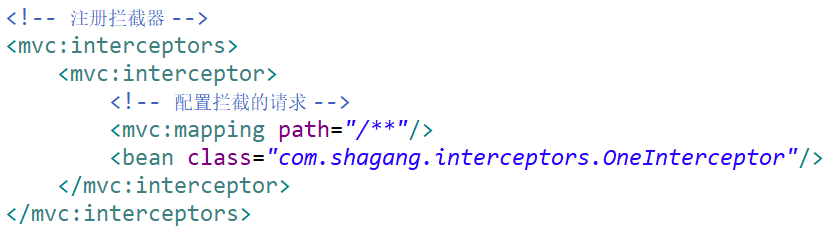 <!-- 注册拦截器 -->
<mvc:interceptors>
    <mvc:interceptor>
        <!-- 配置拦截的请求 -->
        <mvc:mapping path="/**"/>
        <bean class="com.shagang.interceptors.OneInterceptor"/>
    </mvc:interceptor>
</mvc:interceptors>